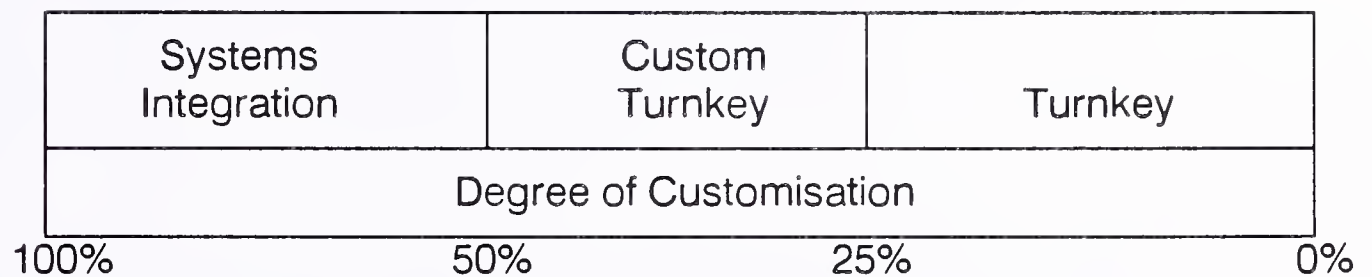 Systems
Integration
Custom
Turnkey
Turnkey
Degree of Customisation
100% 50% 25% 0%